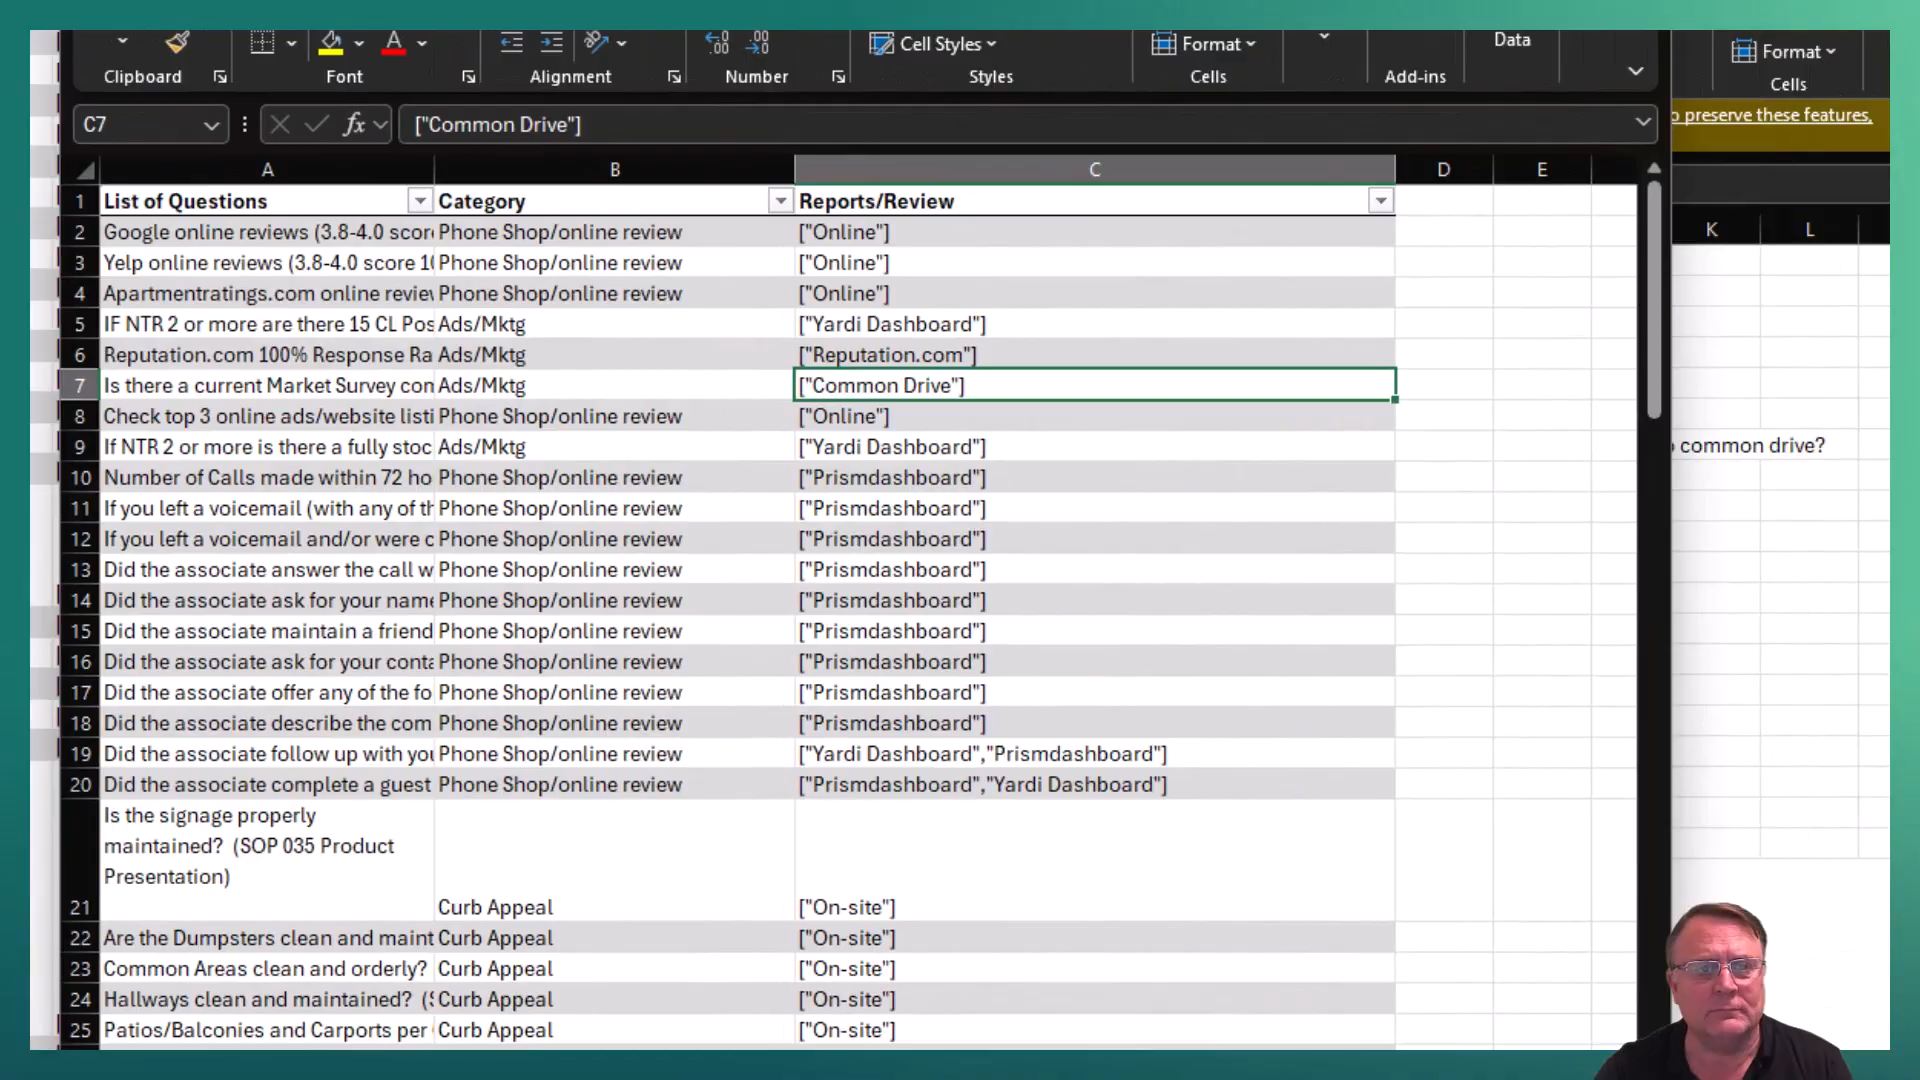 Cell Styles
Format
Data
Format
Clipboard
Font
Alignment
Number
Styles
Cells
Add-ins
Cells
C7
fx
["Common Drive"]
o preserve these features,
A B C D E
K L
1 List of Questions Category Reports/Review
2 Google online reviews (3.8-4.0 score Phone Shop/online review ["Online"]
3 Yelp online reviews (3.8-4.0 score 10 Phone Shop/online review ["Online"]
4 Apartmentratings.com online review Phone Shop/online review ["Online"]
5 IF NTR 2 or more are there 15 CL Pos Ads/Mktg ["Yardi Dashboard"]
6 Reputation.com 100% Response Ra Ads/Mktg ["Reputation.com"]
7 Is there a current Market Survey com Ads/Mktg ["Common Drive"]
8 Check top 3 online ads/website listi Phone Shop/online review ["Online"]
9 If NTR 2 or more is there a fully stoc Ads/Mktg ["Yardi Dashboard"]
common drive?
10 Number of Calls made within 72 ho Phone Shop/online review ["Prismdashboard"]
11 If you left a voicemail (with any of th Phone Shop/online review ["Prismdashboard"]
12 If you left a voicemail and/or were c Phone Shop/online review ["Prismdashboard"]
13 Did the associate answer the call w Phone Shop/online review ["Prismdashboard"]
14 Did the associate ask for your name Phone Shop/online review ["Prismdashboard"]
15 Did the associate maintain a friend Phone Shop/online review ["Prismdashboard"]
16 Did the associate ask for your conta Phone Shop/online review ["Prismdashboard"]
17 Did the associate offer any of the fo Phone Shop/online review ["Prismdashboard"]
18 Did the associate describe the com Phone Shop/online review ["Prismdashboard"]
19 Did the associate follow up with you Phone Shop/online review ["Yardi Dashboard","Prismdashboard"]
20 Did the associate complete a guest Phone Shop/online review ["Prismdashboard","Yardi Dashboard"]
Is the signage properly
maintained? (SOP 035 Product
Presentation)
21 Curb Appeal ["On-site"]
22 Are the Dumpsters clean and maint Curb Appeal ["On-site"]
23 Common Areas clean and orderly? Curb Appeal ["On-site"]
24 Hallways clean and maintained? (S Curb Appeal ["On-site"]
25 Patios/Balconies and Carports per Curb Appeal ["On-site"]